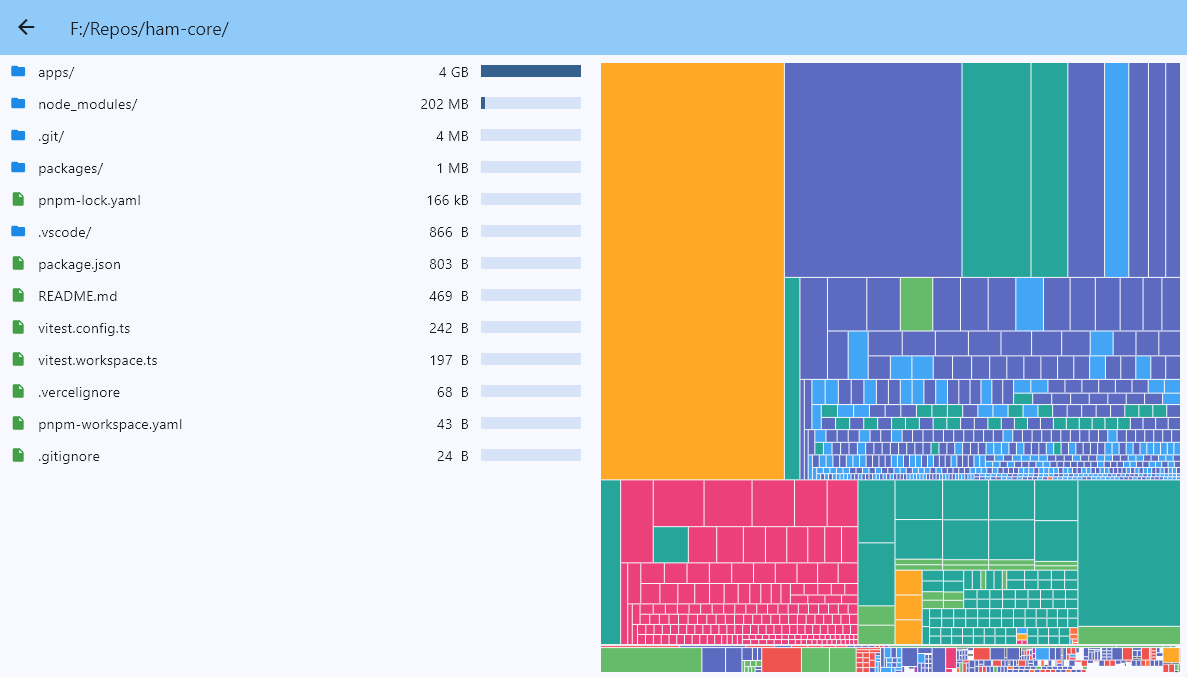 F:/Repos/ham-core/
apps/ 4 GB
node_modules/ 202 MB
.git/ 4 MB
packages/ 1 MB
pnpm-lock.yaml 166 kB
.vscode/ 866 B
package.json 803 B
README.md 469 B
vitest.config.ts 242 B
vitest.workspace.ts 197 B
.vercelignore 68 B
pnpm-workspace.yaml 43 B
.gitignore 24 B